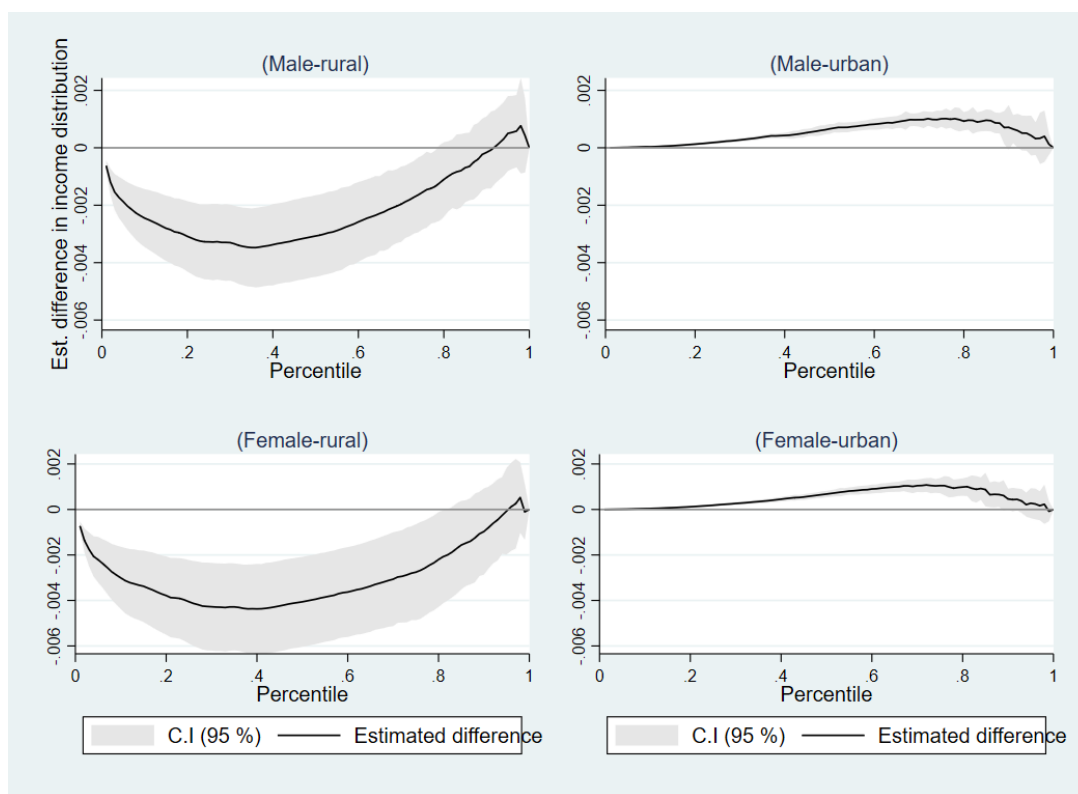 (Male-rural)
(Male-urban)
Est. difference in income distribution
.002
0
-.002
-.004
-.006
0 .2 .4 .6 .8 1
Percentile
.002
0
-.002
-.004
-.006
0 .2 .4 .6 .8 1
Percentile
(Female-rural)
(Female-urban)
.002
0
-.002
-.004
-.006
0 .2 .4 .6 .8 1
Percentile
.002
0
-.002
-.004
-.006
0 .2 .4 .6 .8 1
Percentile
C.I (95 %) Estimated difference
C.I (95 %) Estimated difference